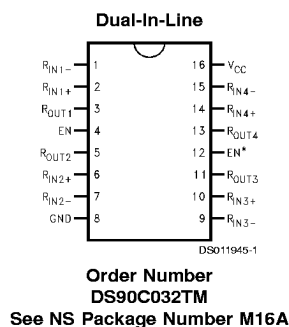 Dual-In-Line
RIN1- 1 16 VCC
RIN1+ 2 15 RIN4-
ROUT1 3 14 RIN4+
EN 4 13 ROUT4
ROUT2 5 12 EN*
RIN2+ 6 11 ROUT3
RIN2- 7 10 RIN3+
GND 8 9 RIN3-
DS011945-1
Order Number
DS90C032TM
See NS Package Number M16A